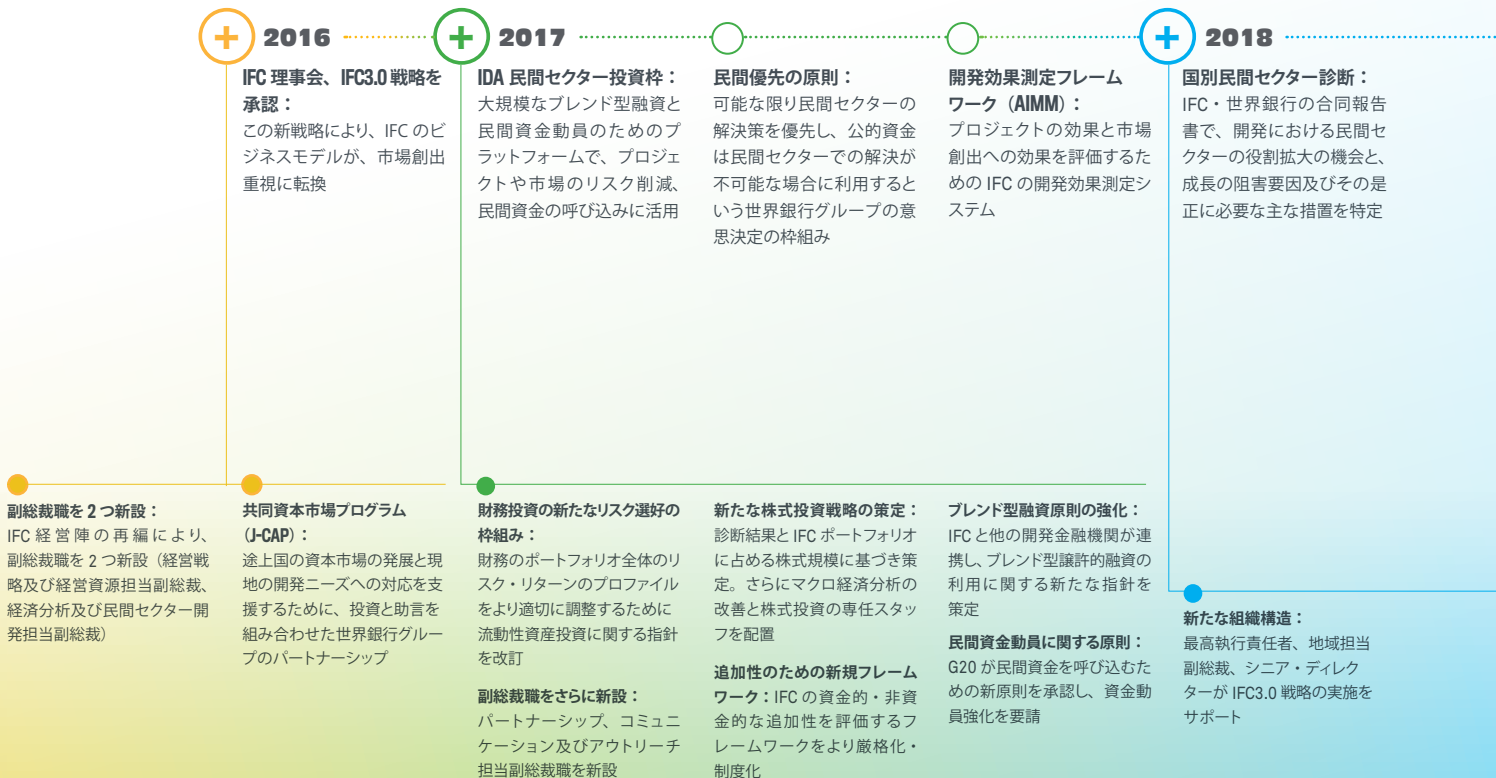 2016
IFC 理事会、IFC3.0 戦略を
承認：
この新戦略により、IFC のビ
ジネスモデルが、市場創出
重視に転換
2017
IDA 民間セクター投資枠：
大規模なブレンド型融資と
民間資金動員のためのプ
ラットフォームで、プロジェ
クトや市場のリスク削減、
民間資金の呼び込みに活用
民間優先の原則：
可能な限り民間セクターの
解決策を優先し、公的資金
は民間セクターでの解決が
不可能な場合に利用すると
いう世界銀行グループの意
思決定の枠組み
開発効果測定フレーム
ワーク（AIMM）：
プロジェクトの効果と市場
創出への効果を評価するた
めの IFC の開発効果測定シ
ステム
2018
国別民間セクター診断：
IFC・世界銀行の合同報告
書で、開発における民間セ
クターの役割拡大の機会と、
成長の阻害要因及びその是
正に必要な主な措置を特定
副総裁職を 2 つ新設：
IFC 経営陣の再編により、
副総裁職を 2 つ新設（経営戦
略及び経営資源担当副総裁、
経済分析及び民間セクター開
発担当副総裁）
共同資本市場プログラム
（J-CAP）：
途上国の資本市場の発展と現
地の開発ニーズへの対応を支
援するために、投資と助言を
組み合わせた世界銀行グルー
プのパートナーシップ
財務投資の新たなリスク選好の
枠組み：
財務のポートフォリオ全体のリ
スク・リターンのプロファイル
をより適切に調整するために
流動性資産投資に関する指針
を改訂
副総裁職をさらに新設：
パートナーシップ、コミュニ
ケーション及びアウトリーチ
担当副総裁職を新設
新たな株式投資戦略の策定：
診断結果と IFC ポートフォリオ
に占める株式規模に基づき策
定。さらにマクロ経済分析の
改善と株式投資の専任スタッ
フを配置
追加性のための新規フレーム
ワーク：IFC の資金的・非資
金的な追加性を評価するフ
レームワークをより厳格化・
制度化
ブレンド型融資原則の強化：
IFC と他の開発金融機関が連
携し、ブレンド型譲許的融資の
利用に関する新たな指針を
策定
民間資金動員に関する原則：
G20 が民間資金を呼び込むた
めの新原則を承認し、資金動
員強化を要請
新たな組織構造：
最高執行責任者、地域担当
副総裁、シニア・ディレク
ターが IFC3.0 戦略の実施を
サポート